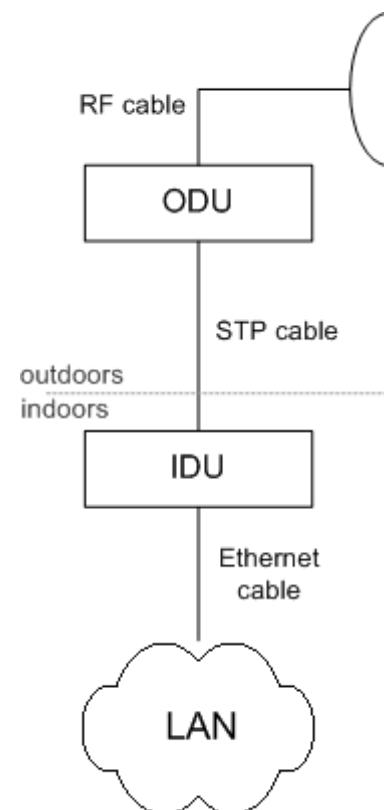 RF cable
ODU
STP cable
outdoors
indoors
IDU
Ethernet
cable
LAN